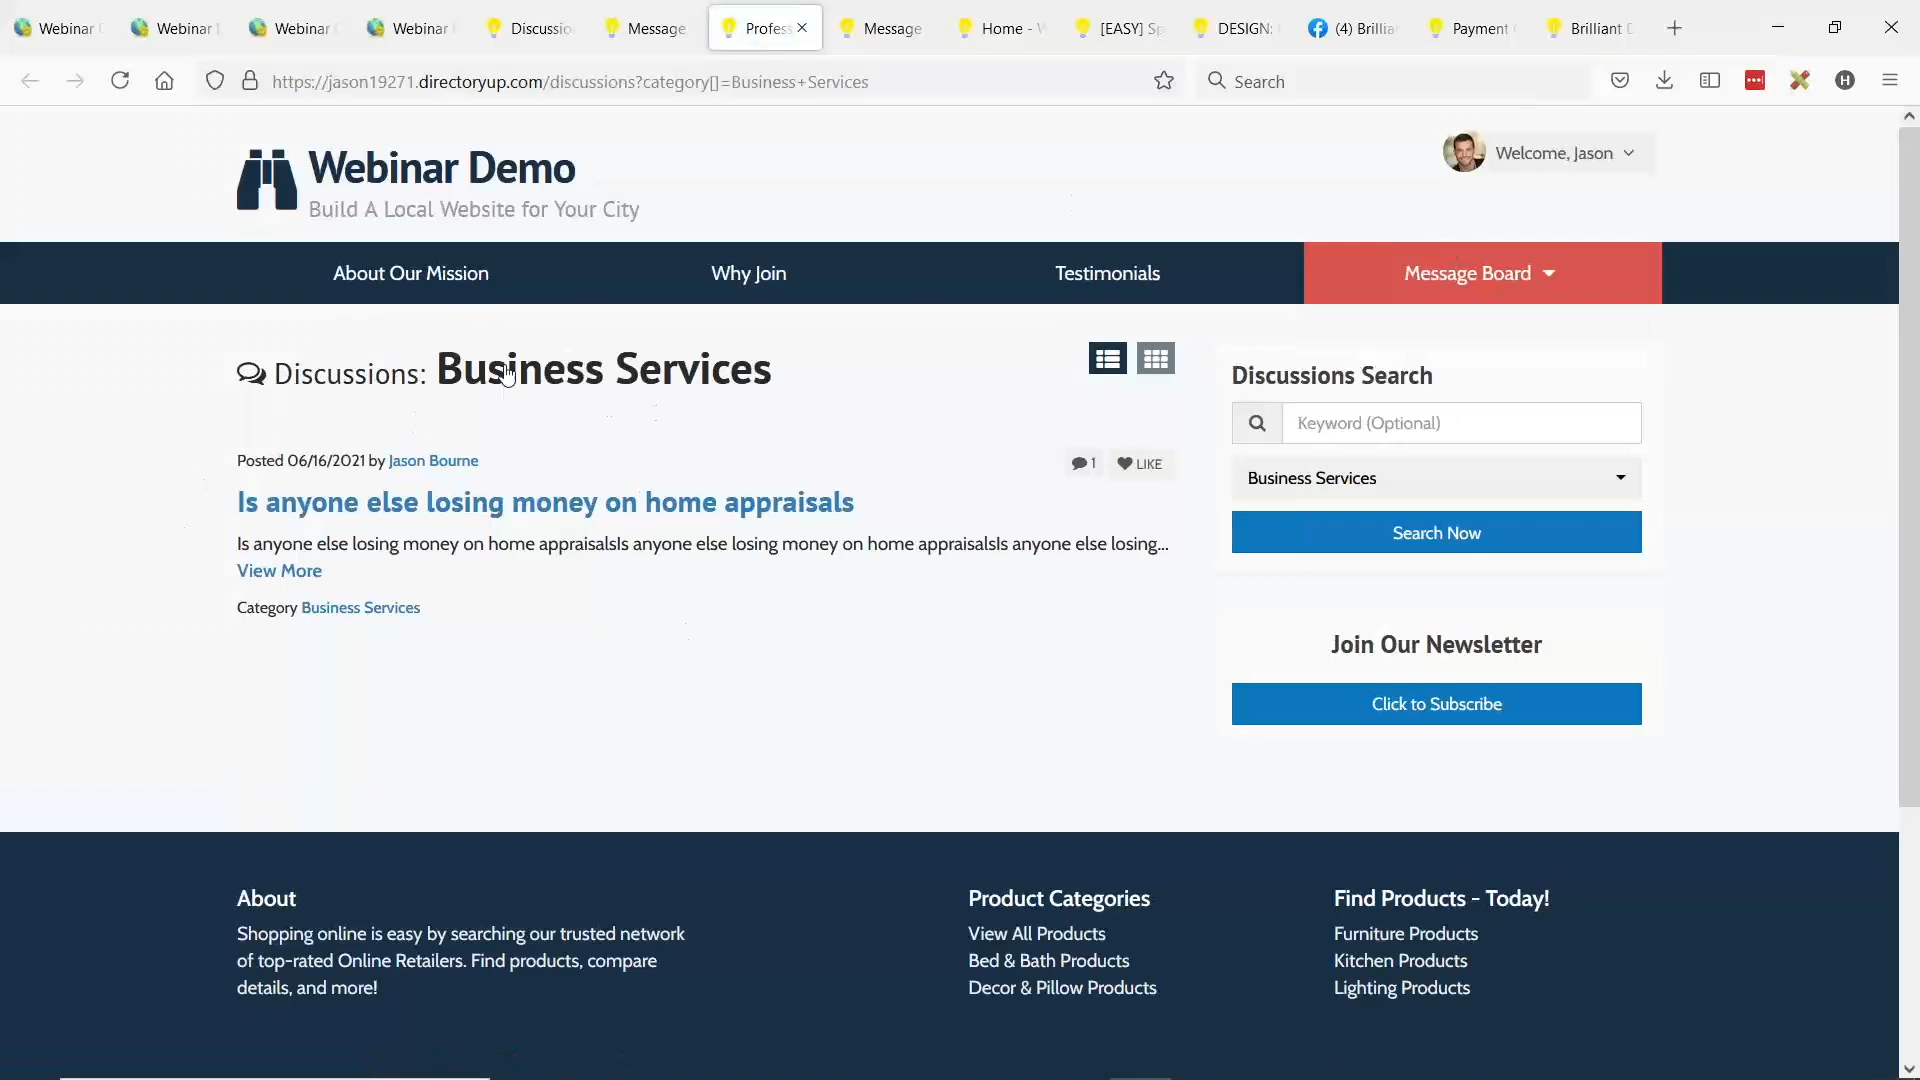 Webinar D
Webinar D
Webinar D
Webinar
Discussio
Message
Profess
Message
Home - W
[EASY] Sp
DESIGN:
(4) Brillia
Payment
Brilliant D
https://jason19271.directoryup.com/discussions?category[]=Business+Services
Search
H
Webinar Demo
Build A Local Website for Your City
Welcome, Jason
About Our Mission
Why Join
Testimonials
Message Board
Discussions: Business Services
Posted 06/16/2021 by Jason Bourne
1
LIKE
Is anyone else losing money on home appraisals
Is anyone else losing money on home appraisalsIs anyone else losing money on home appraisalsIs anyone else losing...
View More
Category Business Services
Discussions Search
Keyword (Optional)
Business Services
Search Now
Join Our Newsletter
Click to Subscribe
About
Shopping online is easy by searching our trusted network
of top-rated Online Retailers. Find products, compare
details, and more!
Product Categories
View All Products
Bed & Bath Products
Decor & Pillow Products
Find Products - Today!
Furniture Products
Kitchen Products
Lighting Products